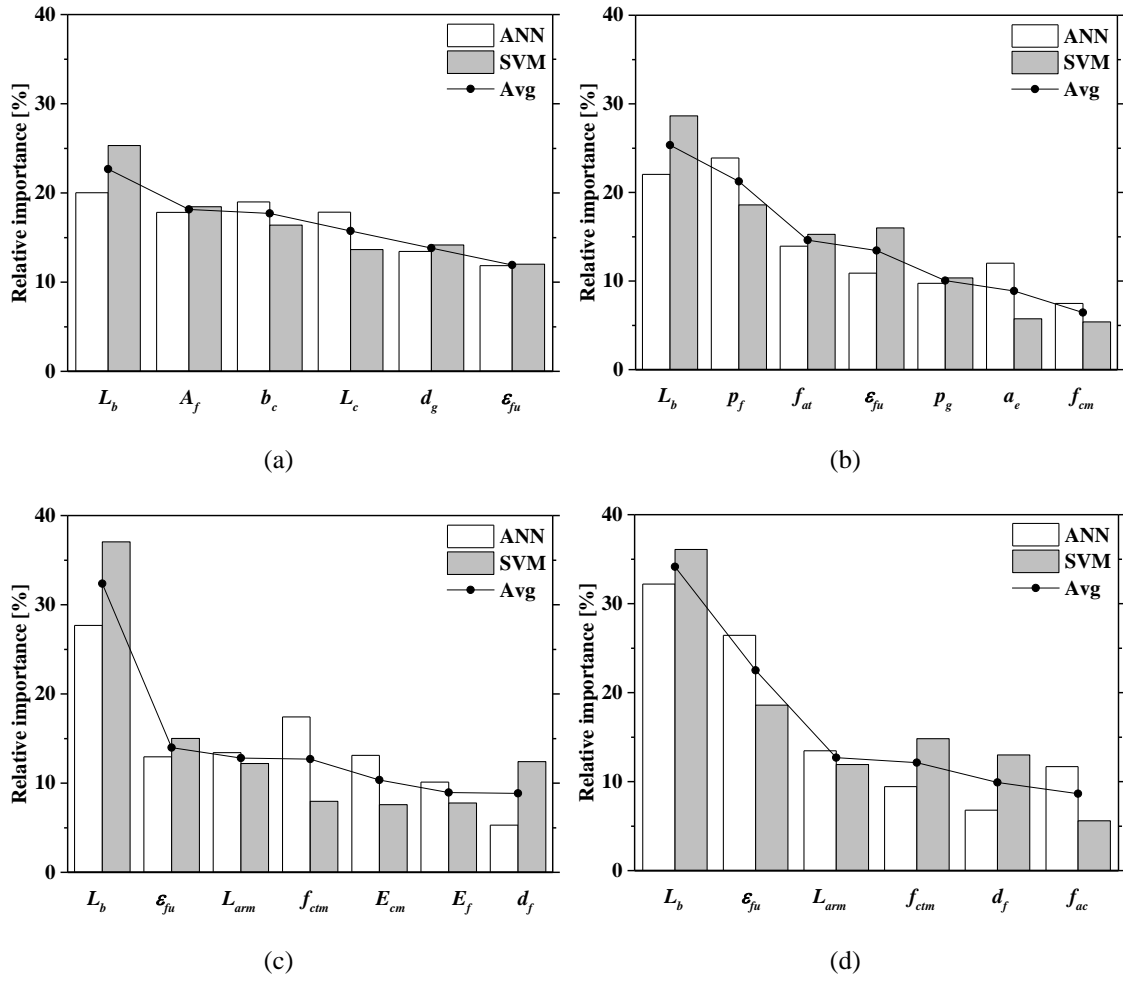 40
30
20
10
0
Relative importance [%]
ANN
SVM
Avg
L_b A_f b_c L_c d_g ε_fu
(a)
40
30
20
10
0
Relative importance [%]
ANN
SVM
Avg
L_b p_f f_at ε_fu p_g a_e f_cm
(b)
40
30
20
10
0
Relative importance [%]
ANN
SVM
Avg
L_b ε_fu L_arm f_ctm E_cm E_f d_f
(c)
40
30
20
10
0
Relative importance [%]
ANN
SVM
Avg
L_b ε_fu L_arm f_ctm d_f f_ac
(d)